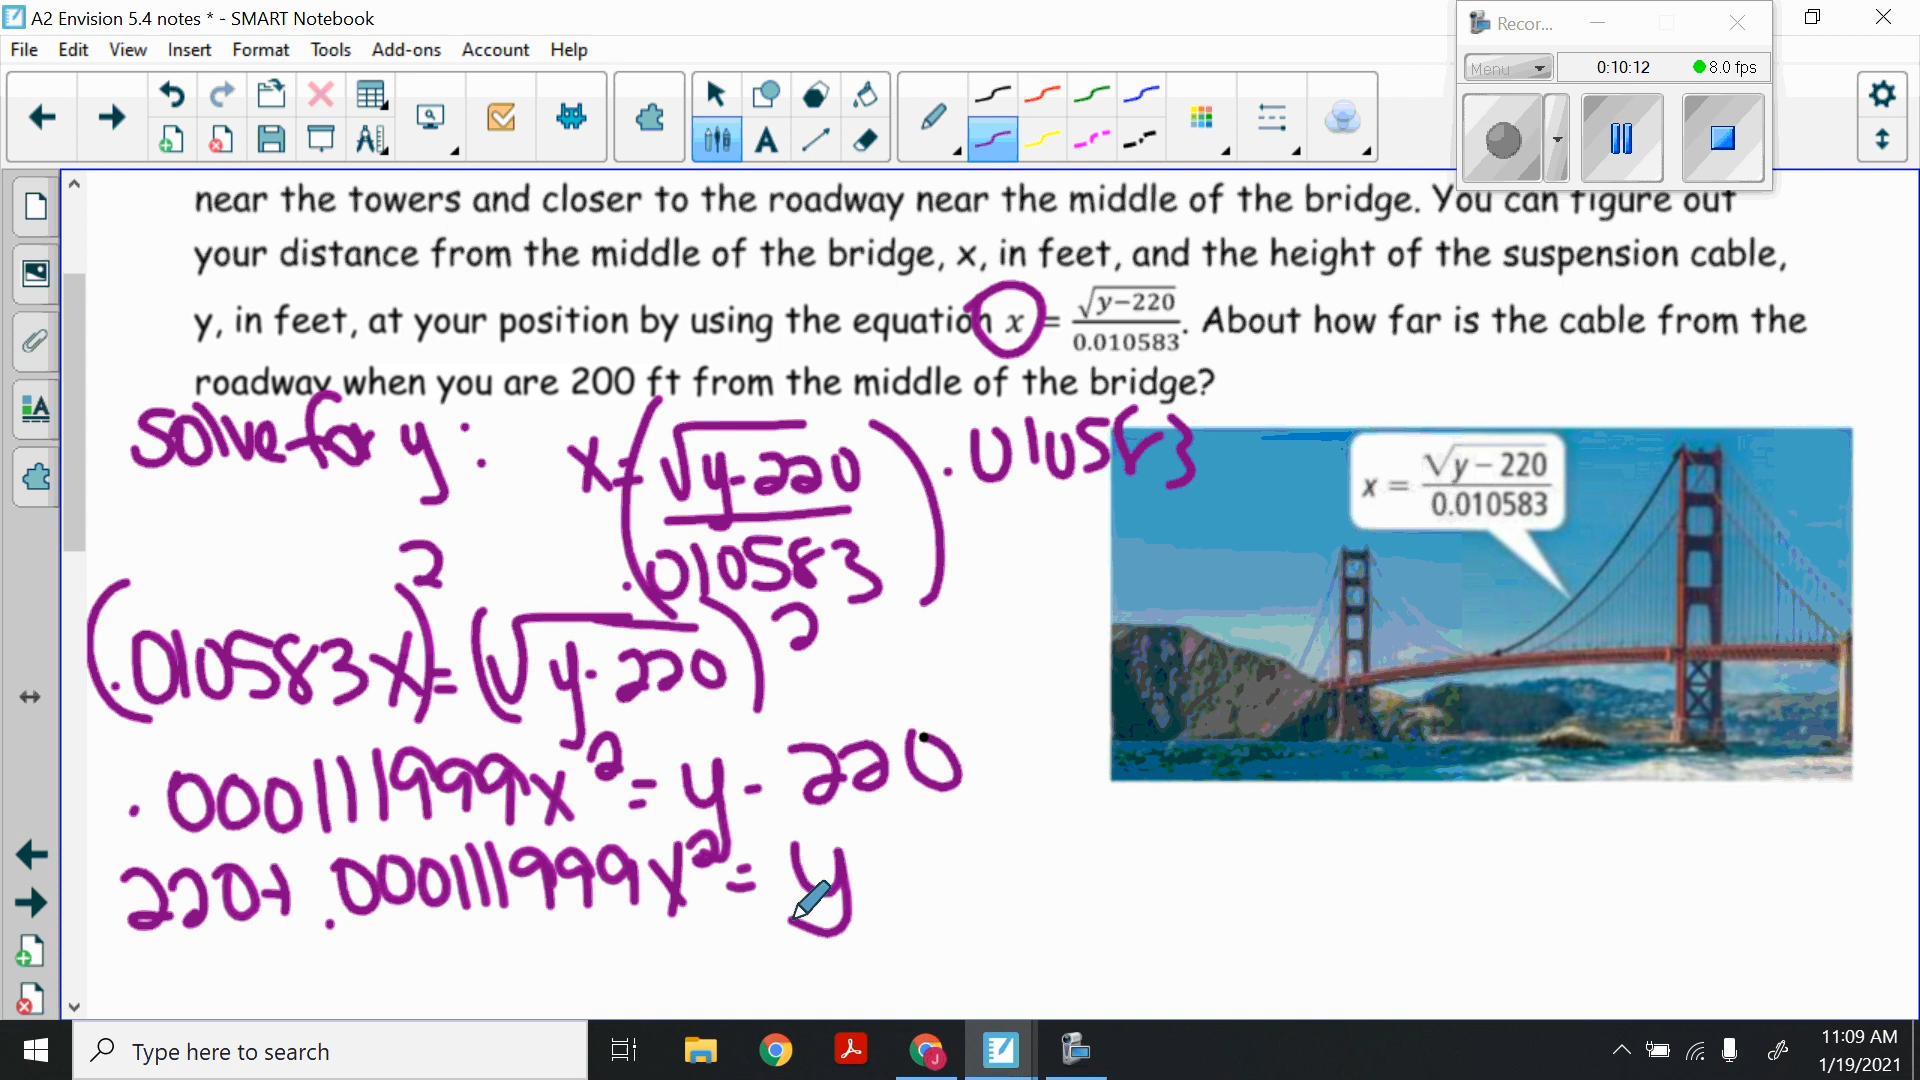 A2 Envision 5.4 notes * - SMART Notebook
File Edit View Insert Format Tools Add-ons Account Help
Recor...
Menu
0:10:12
8.0 fps
near the towers and closer to the roadway near the middle of the bridge. You can figure out
your distance from the middle of the bridge, x, in feet, and the height of the suspension cable,
y, in feet, at your position by using the equation x = √(y−220)/0.010583. About how far is the cable from the
roadway when you are 200 ft from the middle of the bridge?
solve for y: x=(√(y-220)/.010583).010583
(.010583x)²=(√(y-220))²
.000111999x²=y-220
220+.000111999x²=y
x = √(y − 220)/0.010583
Type here to search
11:09 AM
1/19/2021